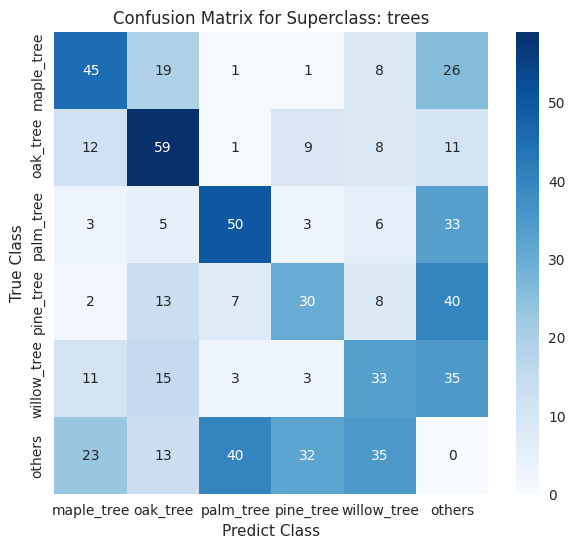 Confusion Matrix for Superclass: trees
True Class
maple_tree 45 19 1 1 8 26
oak_tree 12 59 1 9 8 11
palm_tree 3 5 50 3 6 33
pine_tree 2 13 7 30 8 40
willow_tree 11 15 3 3 33 35
others 23 13 40 32 35 0
maple_tree oak_tree palm_tree pine_tree willow_tree others
Predict Class
50
40
30
20
10
0